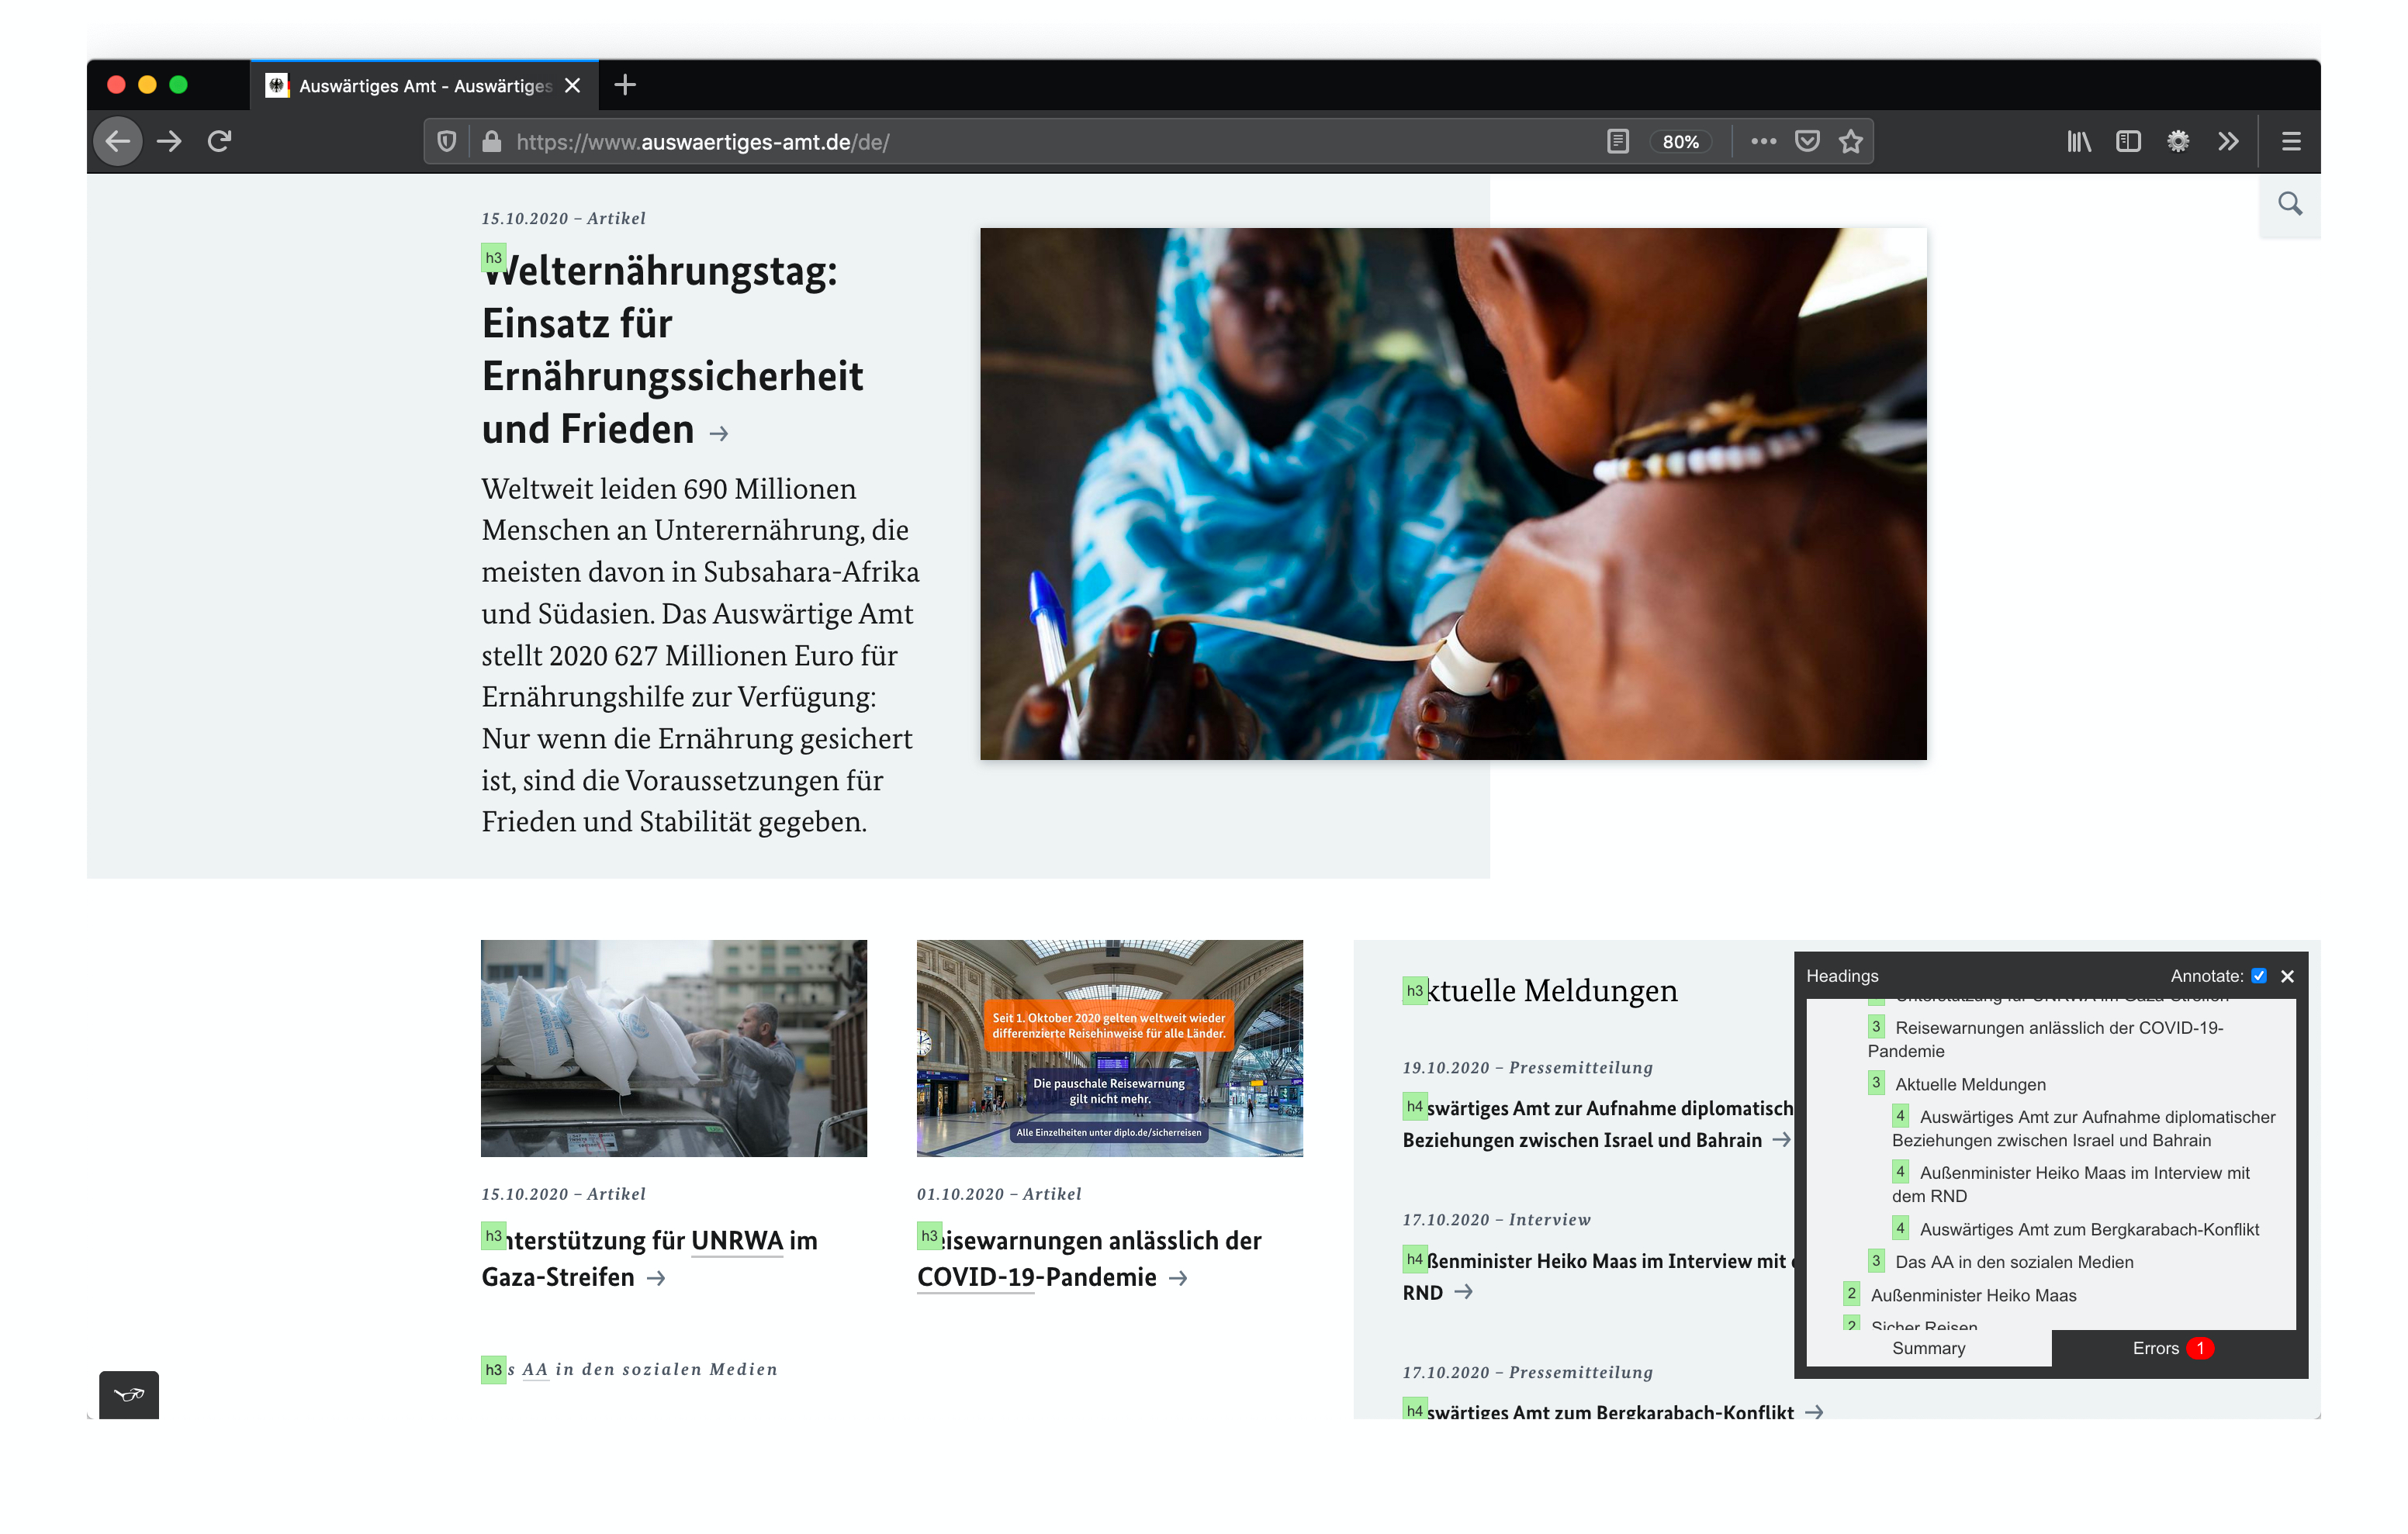 Auswärtiges Amt - Auswärtiges
https://www.auswaertiges-amt.de/de/
80%
15.10.2020 – Artikel
h3
Welternährungstag:
Einsatz für
Ernährungssicherheit
und Frieden →
Weltweit leiden 690 Millionen
Menschen an Unterernährung, die
meisten davon in Subsahara-Afrika
und Südasien. Das Auswärtige Amt
stellt 2020 627 Millionen Euro für
Ernährungshilfe zur Verfügung:
Nur wenn die Ernährung gesichert
ist, sind die Voraussetzungen für
Frieden und Stabilität gegeben.
15.10.2020 – Artikel
h3 nterstützung für UNRWA im
Gaza-Streifen →
Seit 1. Oktober 2020 gelten weltweit wieder
differenzierte Reisehinweise für alle Länder.
Die pauschale Reisewarnung
gilt nicht mehr.
Alle Einzelheiten unter diplo.de/sicherreisen
01.10.2020 – Artikel
h3 eisewarnungen anlässlich der
COVID-19-Pandemie →
h3 s AA in den sozialen Medien
h3 ktuelle Meldungen
19.10.2020 – Pressemitteilung
h4 swärtiges Amt zur Aufnahme diplomatisch
Beziehungen zwischen Israel und Bahrain →
17.10.2020 – Interview
h4 ßenminister Heiko Maas im Interview mit
RND →
17.10.2020 – Pressemitteilung
h4 swärtiges Amt zum Bergkarabach-Konflikt →
Headings
Annotate:
Unterstützung für UNRWA im Gaza-Streifen
3 Reisewarnungen anlässlich der COVID-19-
Pandemie
3 Aktuelle Meldungen
4 Auswärtiges Amt zur Aufnahme diplomatischer
Beziehungen zwischen Israel und Bahrain
4 Außenminister Heiko Maas im Interview mit
dem RND
4 Auswärtiges Amt zum Bergkarabach-Konflikt
3 Das AA in den sozialen Medien
2 Außenminister Heiko Maas
2 Sicher Reisen
Summary
Errors 1